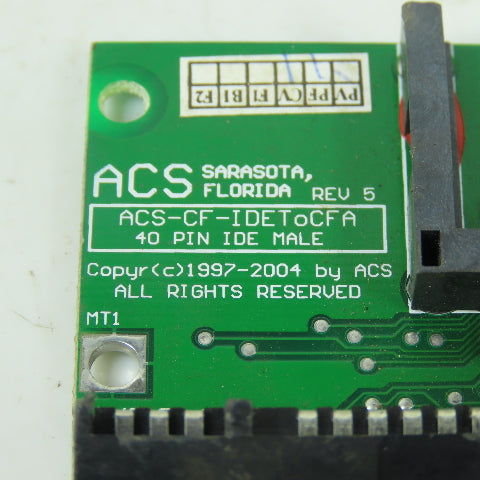 PV PF CV F1 B1 F2
ACS SARASOTA,
FLORIDA REV 5
ACS-CF-IDEToCFA
40 PIN IDE MALE
Copyr(c)1997-2004 by ACS
ALL RIGHTS RESERVED
MT1